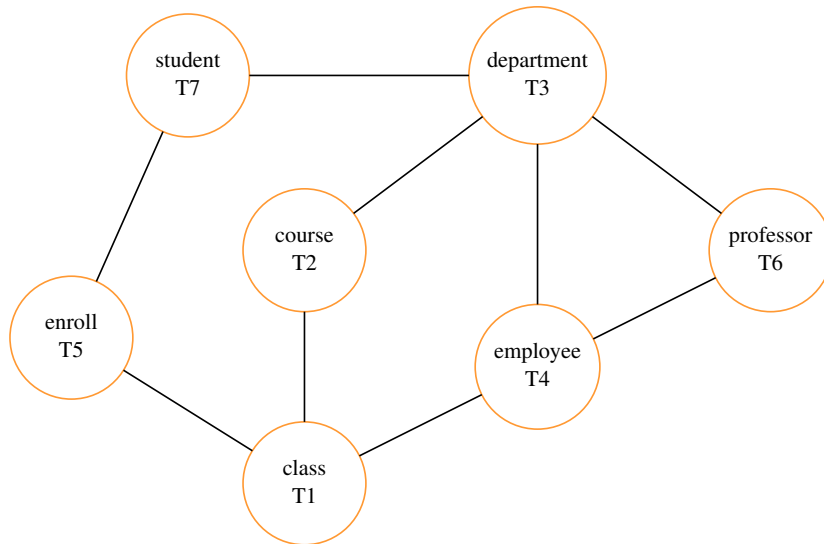 student
T7
department
T3
course
T2
professor
T6
enroll
T5
employee
T4
class
T1